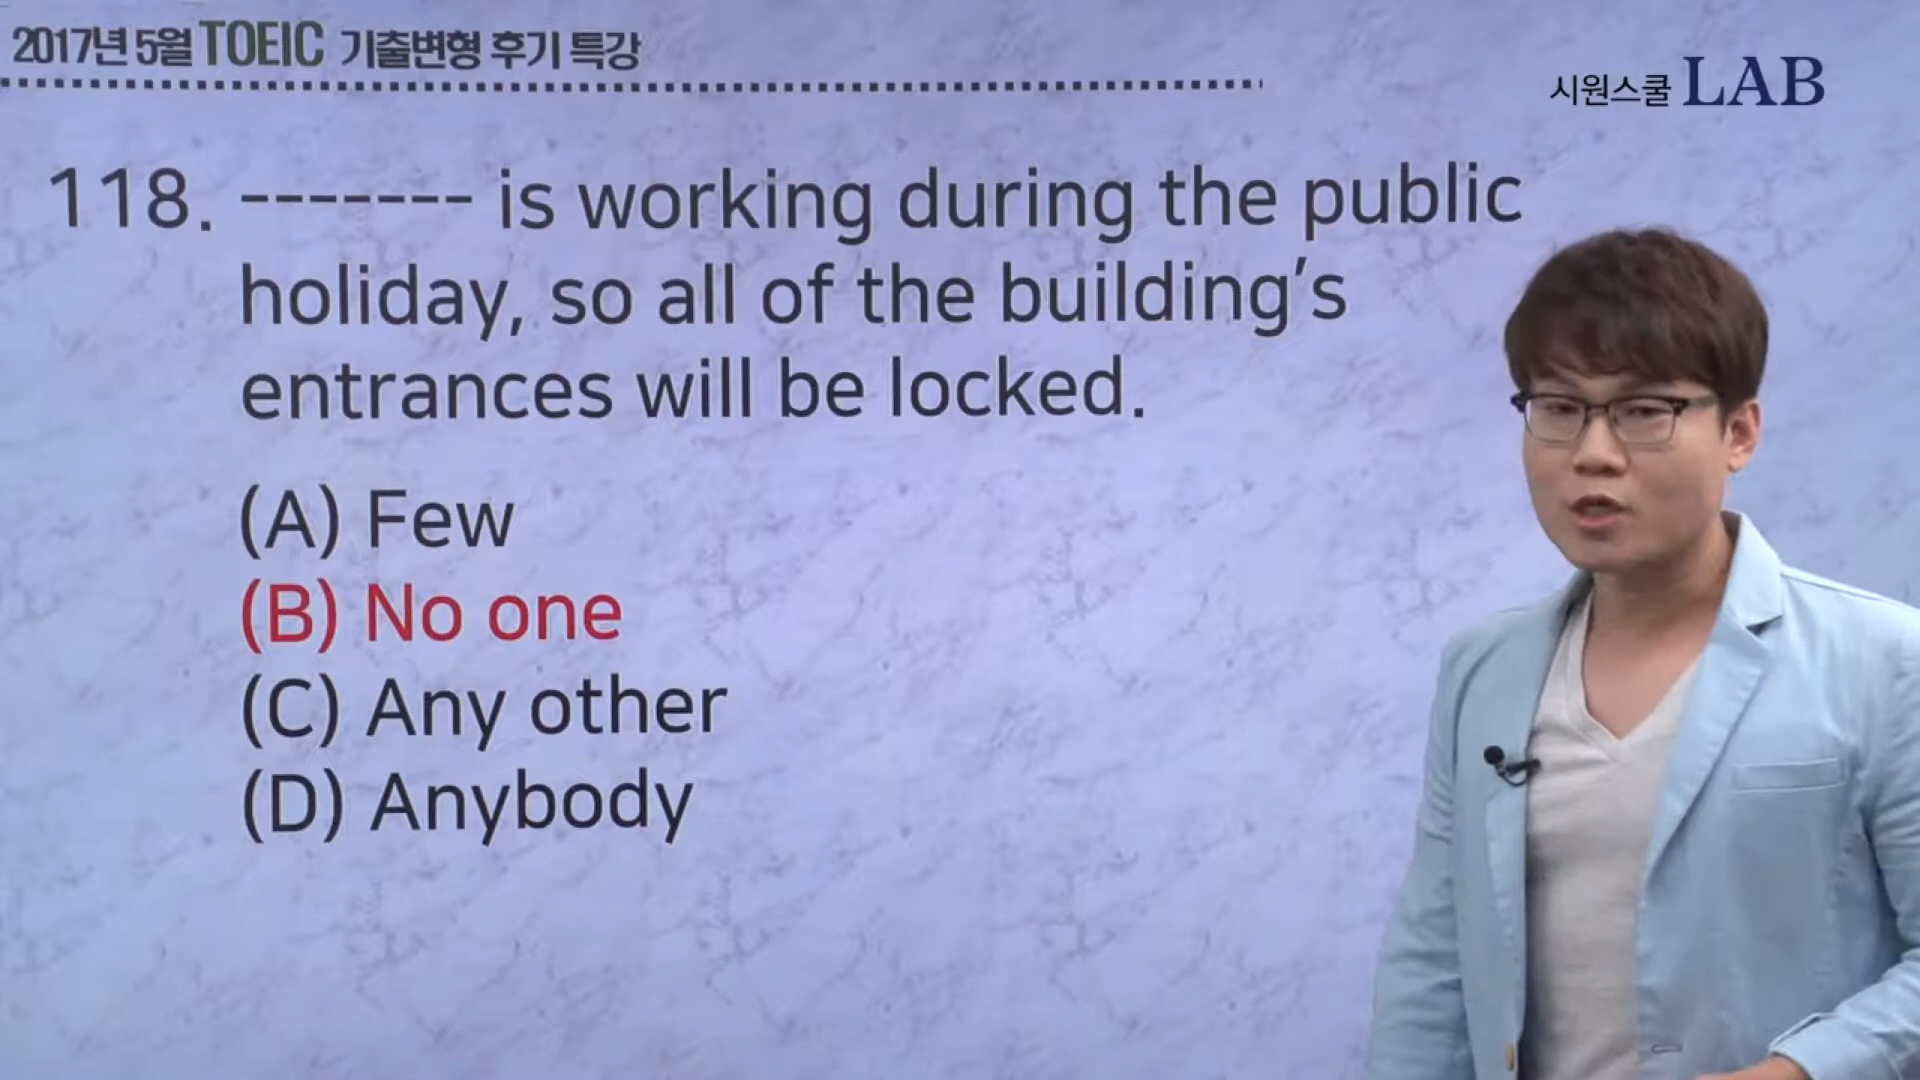 2017년 5월 TOEIC 기출변형 후기 특강
시원스쿨 LAB
118. ------- is working during the public
holiday, so all of the building's
entrances will be locked.
(A) Few
(B) No one
(C) Any other
(D) Anybody